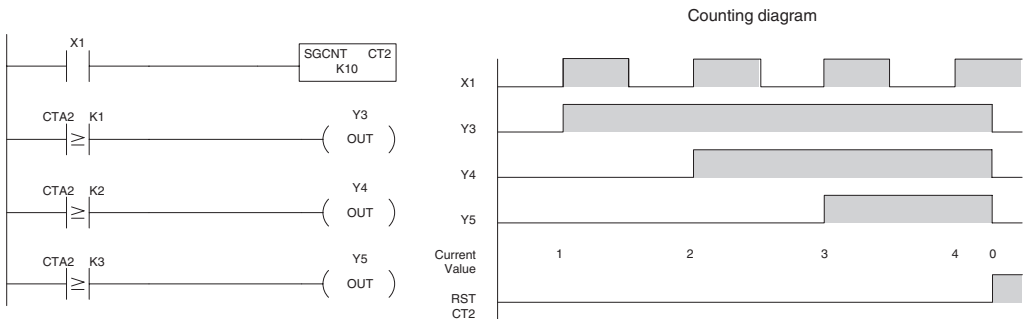 Counting diagram
X1
SGCNT CT2
K10
CTA2 K1
≥
Y3
OUT
CTA2 K2
≥
Y4
OUT
CTA2 K3
≥
Y5
OUT
X1
Y3
Y4
Y5
Current
Value
1 2 3 4 0
RST
CT2